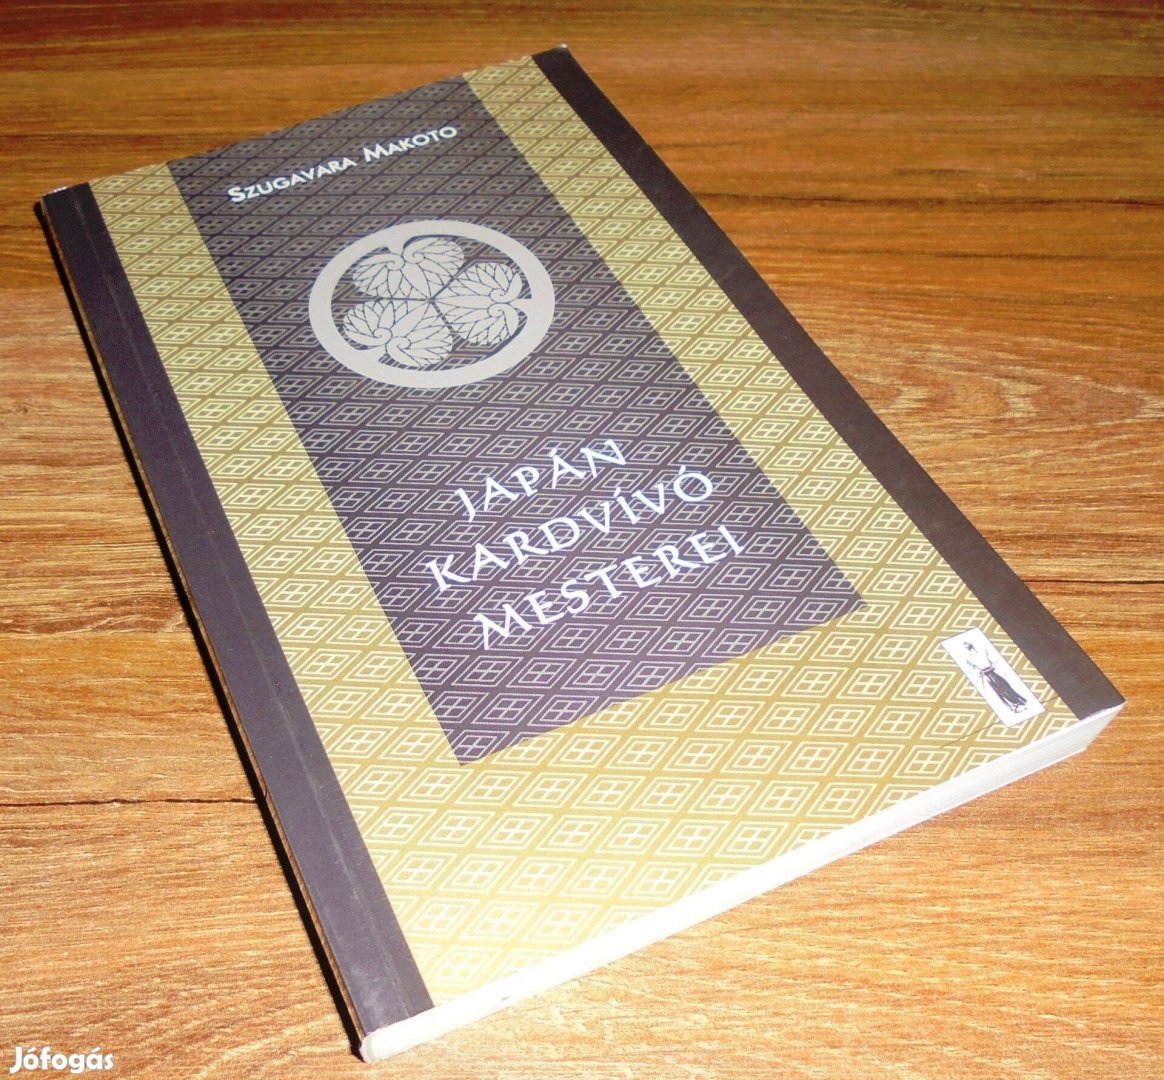 SZUGAVARA MAKOTO
JAPÁN
KARDVÍVÓ
MESTEREI
Jófogás